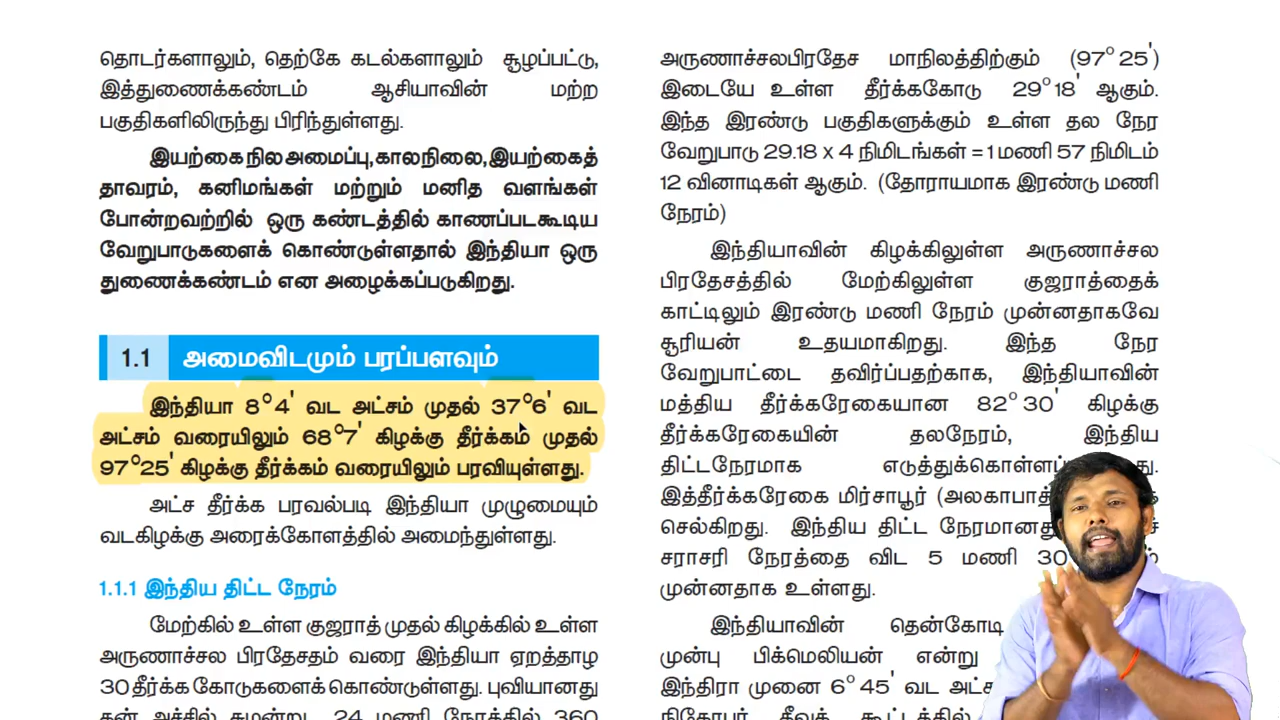 தொடர்களாலும், தெற்கே கடல்களாலும் சூழப்பட்டு,
இத்துணைக்கண்டம் ஆசியாவின் மற்ற
பகுதிகளிலிருந்து பிரிந்துள்ளது.
இயற்கை நில அமைப்பு, கால நிலை, இயற்கைத்
தாவரம், கனிமங்கள் மற்றும் மனித வளங்கள்
போன்றவற்றில் ஒரு கண்டத்தில் காணப்படகூடிய
வேறுபாடுகளைக் கொண்டுள்ளதால் இந்தியா ஒரு
துணைக்கண்டம் என அழைக்கப்படுகிறது.
1.1 அமைவிடமும் பரப்பளவும்
இந்தியா 8°4' வட அட்சம் முதல் 37°6' வட
அட்சம் வரையிலும் 68°7' கிழக்கு தீர்க்கம் முதல்
97°25' கிழக்கு தீர்க்கம் வரையிலும் பரவியுள்ளது.
அட்ச தீர்க்க பரவல்படி இந்தியா முழுமையும்
வடகிழக்கு அரைக்கோளத்தில் அமைந்துள்ளது.
1.1.1 இந்திய திட்ட நேரம்
மேற்கில் உள்ள குஜராத் முதல் கிழக்கில் உள்ள
அருணாச்சல பிரதேசதம் வரை இந்தியா ஏறத்தாழ
30 தீர்க்க கோடுகளைக் கொண்டுள்ளது. புவியானது
தன் அச்சில் சுழன்று 24 மணி நேரத்தில் 360
அருணாச்சலபிரதேச மாநிலத்திற்கும் (97° 25')
இடையே உள்ள தீர்க்ககோடு 29° 18' ஆகும்.
இந்த இரண்டு பகுதிகளுக்கும் உள்ள தல நேர
வேறுபாடு 29.18 x 4 நிமிடங்கள் = 1 மணி 57 நிமிடம்
12 வினாடிகள் ஆகும். (தோராயமாக இரண்டு மணி
நேரம்)
இந்தியாவின் கிழக்கிலுள்ள அருணாச்சல
பிரதேசத்தில் மேற்கிலுள்ள குஜராத்தைக்
காட்டிலும் இரண்டு மணி நேரம் முன்னதாகவே
சூரியன் உதயமாகிறது. இந்த நேர
வேறுபாட்டை தவிர்ப்பதற்காக, இந்தியாவின்
மத்திய தீர்க்கரேகையான 82° 30' கிழக்கு
தீர்க்கரேகையின் தலநேரம், இந்திய
திட்டநேரமாக
இத்தீர்க்கரேகை மிர்சாபூர்
செல்கிறது. இந்திய திட்ட
சராசரி நேரத்தை விட 5 மணி 30
முன்னதாக உள்ளது.
இந்தியாவின் தென்கோடி
முன்பு பிக்மெலியன் என்று
இந்திரா முனை 6° 45' வட